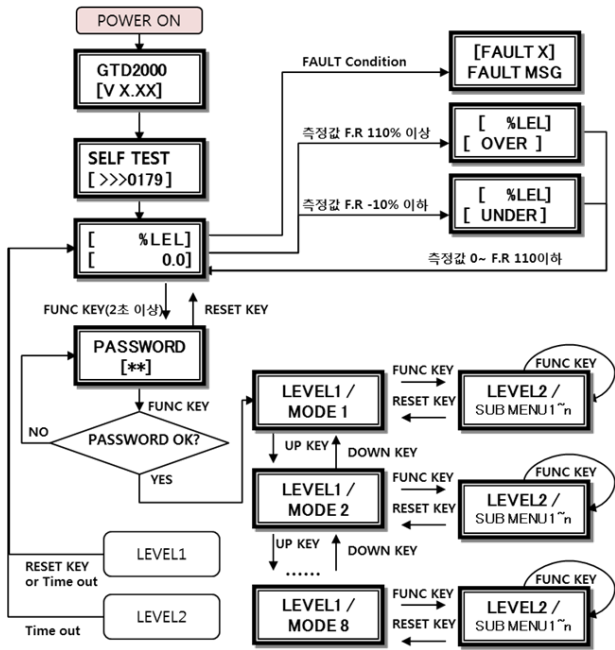 POWER ON
GTD2000
[V X.XX]
SELF TEST
[ >>>0179 ]
[ %LEL]
[ 0.0]
FAULT Condition
[FAULT X]
FAULT MSG
측정값 F.R 110% 이상
[ %LEL]
[ OVER ]
측정값 F.R -10% 이하
[ %LEL]
[ UNDER ]
측정값 0~ F.R 110이하
FUNC KEY(2초 이상)
RESET KEY
PASSWORD
[**]
FUNC KEY
NO
PASSWORD OK?
YES
LEVEL1 /
MODE 1
FUNC KEY
RESET KEY
FUNC KEY
LEVEL2 /
SUB MENU1~n
UP KEY
DOWN KEY
LEVEL1 /
MODE 2
FUNC KEY
RESET KEY
FUNC KEY
LEVEL2 /
SUB MENU1~n
UP KEY
DOWN KEY
......
LEVEL1 /
MODE 8
FUNC KEY
RESET KEY
FUNC KEY
LEVEL2 /
SUB MENU1~n
LEVEL1
RESET KEY
or Time out
LEVEL2
Time out